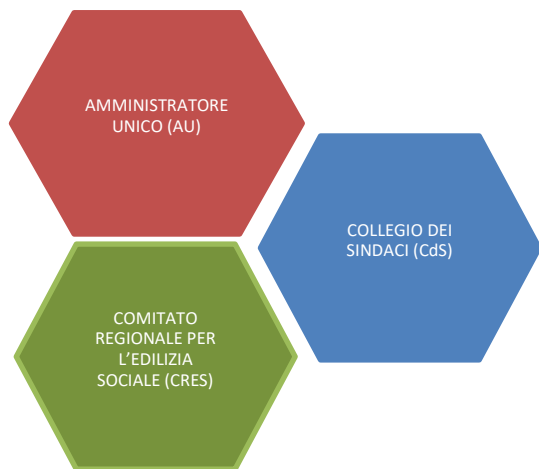 AMMINISTRATORE
UNICO (AU)
COLLEGIO DEI
SINDACI (CdS)
COMITATO
REGIONALE PER
L'EDILIZIA
SOCIALE (CRES)